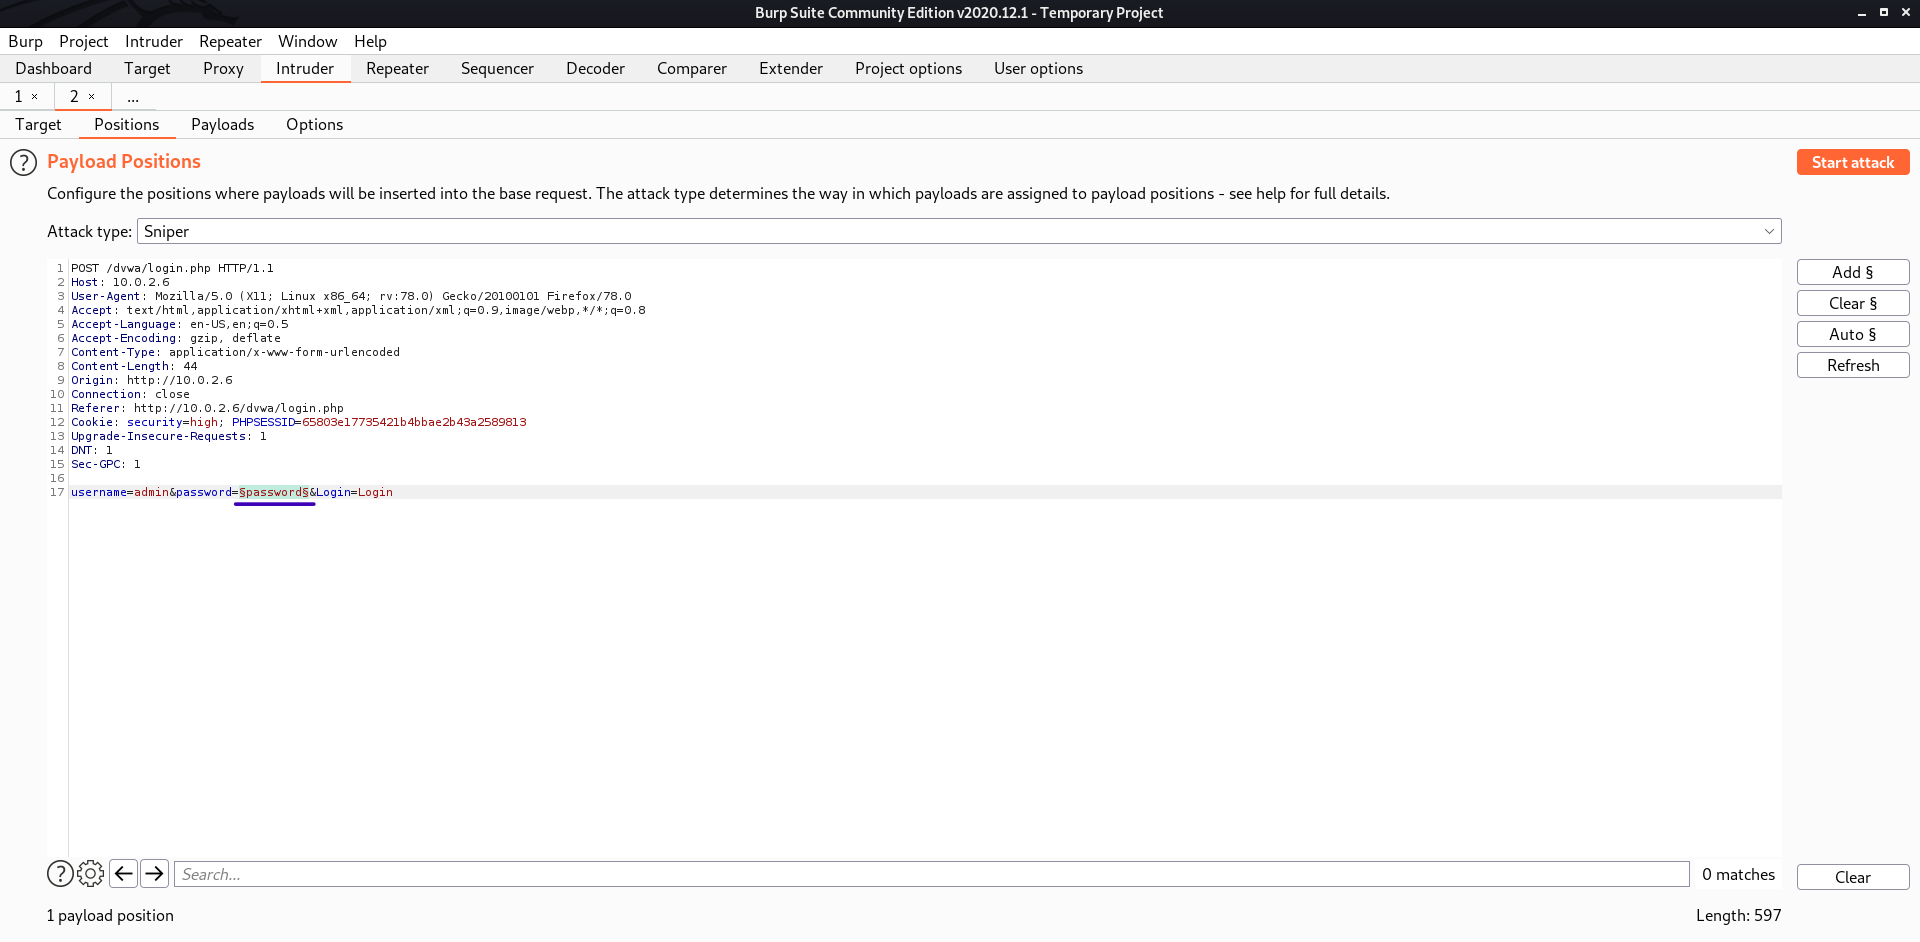 Burp Suite Community Edition v2020.12.1 - Temporary Project
Burp Project Intruder Repeater Window Help
Dashboard Target Proxy Intruder Repeater Sequencer Decoder Comparer Extender Project options User options
1 × 2 × ...
Target Positions Payloads Options
? Payload Positions
Start attack
Configure the positions where payloads will be inserted into the base request. The attack type determines the way in which payloads are assigned to payload positions - see help for full details.
Attack type: Sniper
1 POST /dvwa/login.php HTTP/1.1
2 Host: 10.0.2.6
3 User-Agent: Mozilla/5.0 (X11; Linux x86_64; rv:78.0) Gecko/20100101 Firefox/78.0
4 Accept: text/html,application/xhtml+xml,application/xml;q=0.9,image/webp,*/*;q=0.8
5 Accept-Language: en-US,en;q=0.5
6 Accept-Encoding: gzip, deflate
7 Content-Type: application/x-www-form-urlencoded
8 Content-Length: 44
9 Origin: http://10.0.2.6
10 Connection: close
11 Referer: http://10.0.2.6/dvwa/login.php
12 Cookie: security=high; PHPSESSID=65803e17735421b4bbae2b43a2589813
13 Upgrade-Insecure-Requests: 1
14 DNT: 1
15 Sec-GPC: 1
16
17 username=admin&password=§password§&Login=Login
Add §
Clear §
Auto §
Refresh
? Search... 0 matches
Clear
1 payload position
Length: 597